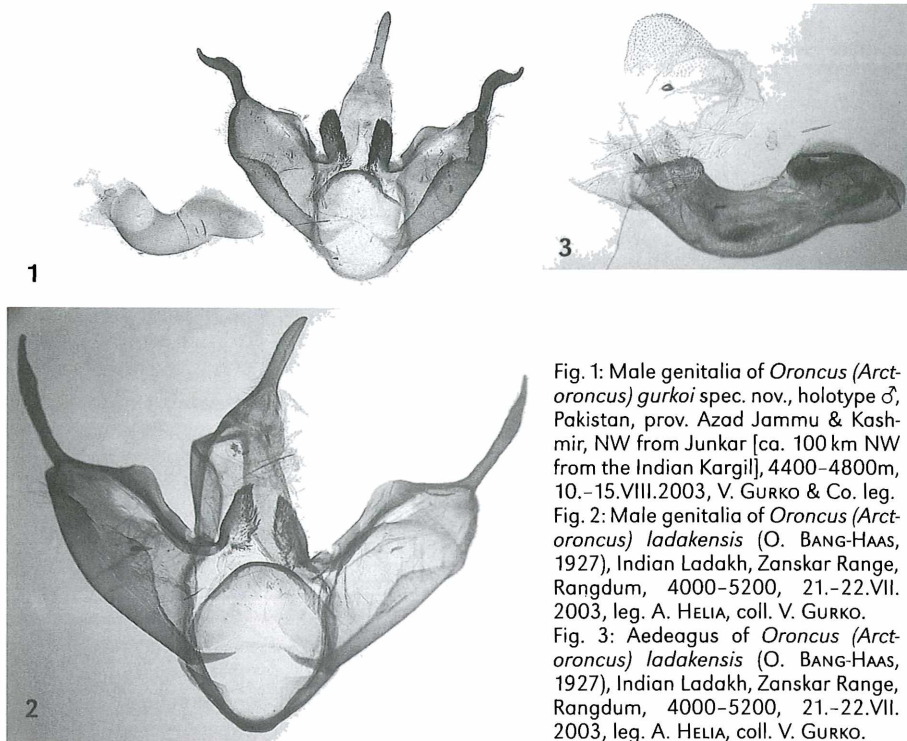 1
3
2
Fig. 1: Male genitalia of Oroncus (Arct-
oroncus) gurkoi spec. nov., holotype ♂,
Pakistan, prov. Azad Jammu & Kash-
mir, NW from Junkar [ca. 100 km NW
from the Indian Kargil], 4400–4800m,
10.-15.VIII.2003, V. GURKO & Co. leg.
Fig. 2: Male genitalia of Oroncus (Arct-
oroncus) ladakensis (O. BANG-HAAS,
1927), Indian Ladakh, Zanskar Range,
Rangdum, 4000–5200, 21.-22.VII.
2003, leg. A. HELIA, coll. V. GURKO.
Fig. 3: Aedeagus of Oroncus (Arct-
oroncus) ladakensis (O. BANG-HAAS,
1927), Indian Ladakh, Zanskar Range,
Rangdum, 4000–5200, 21.-22.VII.
2003, leg. A. HELIA, coll. V. GURKO.